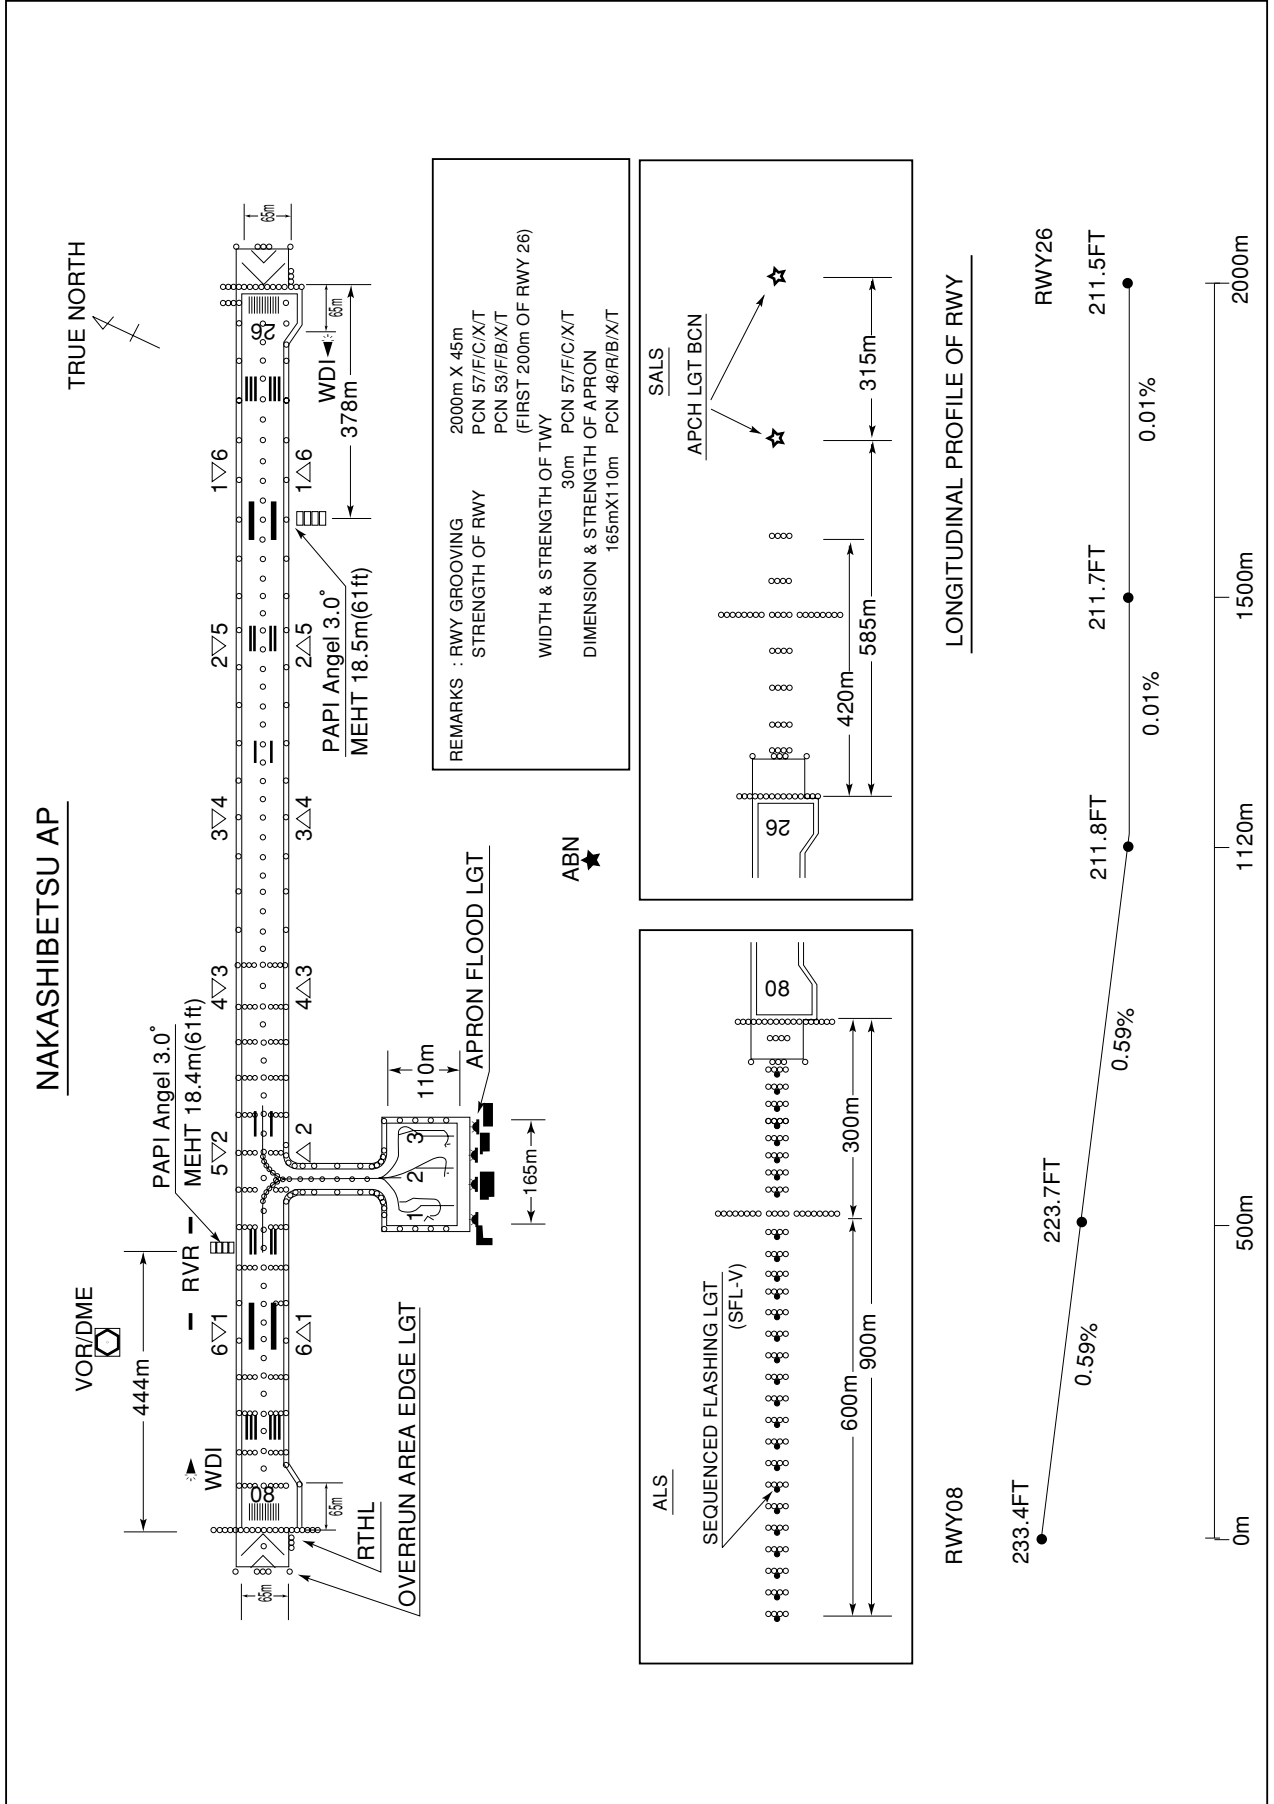 NAKASHIBETSU AP
TRUE NORTH
VOR/DME
444m
RVR
PAPI Angel 3.0°
MEHT 18.4m(61ft)
WDI
6▽1
5▽2
4▽3
3▽4
2▽5
1▽6
65m
08
26
65m
6△1
△2
4△3
3△4
2△5
1△6
65m
65m
WDI
378m
PAPI Angel 3.0°
MEHT 18.5m(61ft)
RTHL
OVERRUN AREA EDGE LGT
1
2
3
110m
165m
APRON FLOOD LGT
ABN
REMARKS : RWY GROOVING 2000m X 45m
STRENGTH OF RWY PCN 57/F/C/X/T
PCN 53/F/B/X/T
(FIRST 200m OF RWY 26)
WIDTH & STRENGTH OF TWY
30m PCN 57/F/C/X/T
DIMENSION & STRENGTH OF APRON
165mX110m PCN 48/R/B/X/T
ALS
SEQUENCED FLASHING LGT
(SFL-V)
08
600m
300m
900m
SALS
APCH LGT BCN
26
420m
585m
315m
LONGITUDINAL PROFILE OF RWY
RWY08
RWY26
233.4FT
223.7FT
211.8FT
211.7FT
211.5FT
0.59%
0.59%
0.01%
0.01%
0m
500m
1120m
1500m
2000m